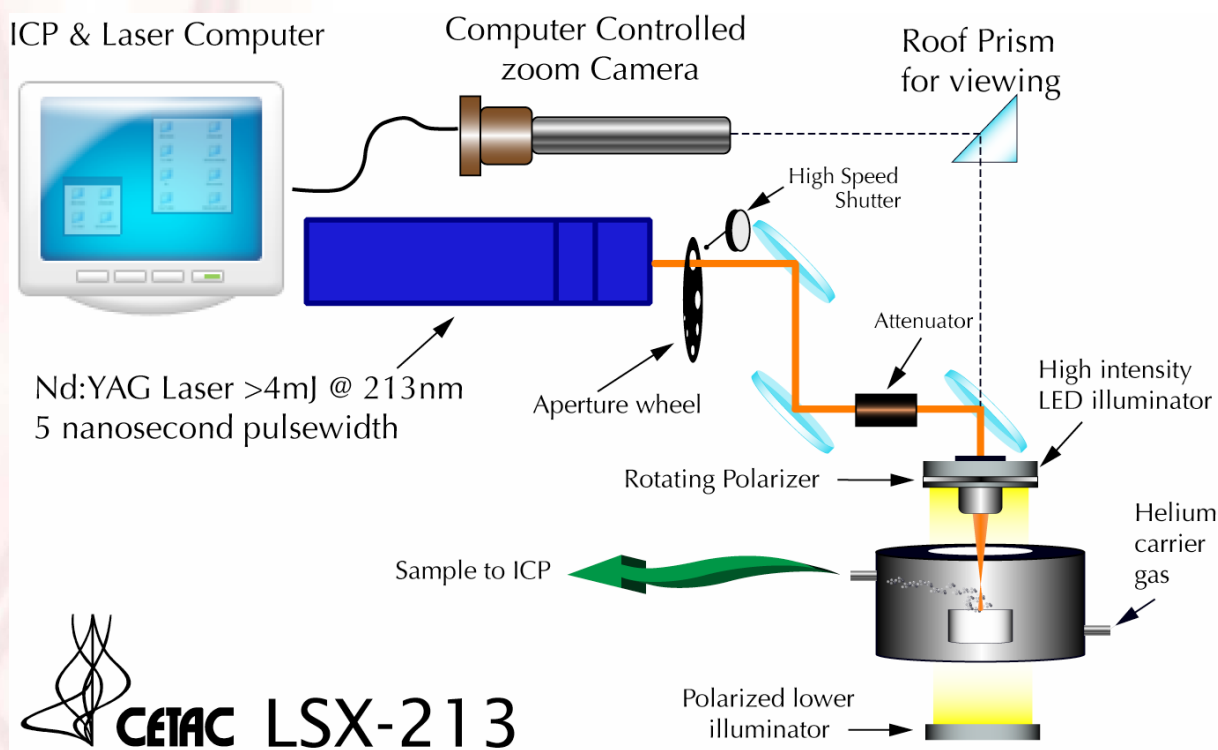 ICP & Laser Computer
Computer Controlled
zoom Camera
Roof Prism
for viewing
High Speed
Shutter
Attenuator
High intensity
LED illuminator
Nd:YAG Laser >4mJ @ 213nm
5 nanosecond pulsewidth
Aperture wheel
Rotating Polarizer
Helium
carrier
gas
Sample to ICP
Polarized lower
illuminator
CETAC LSX-213